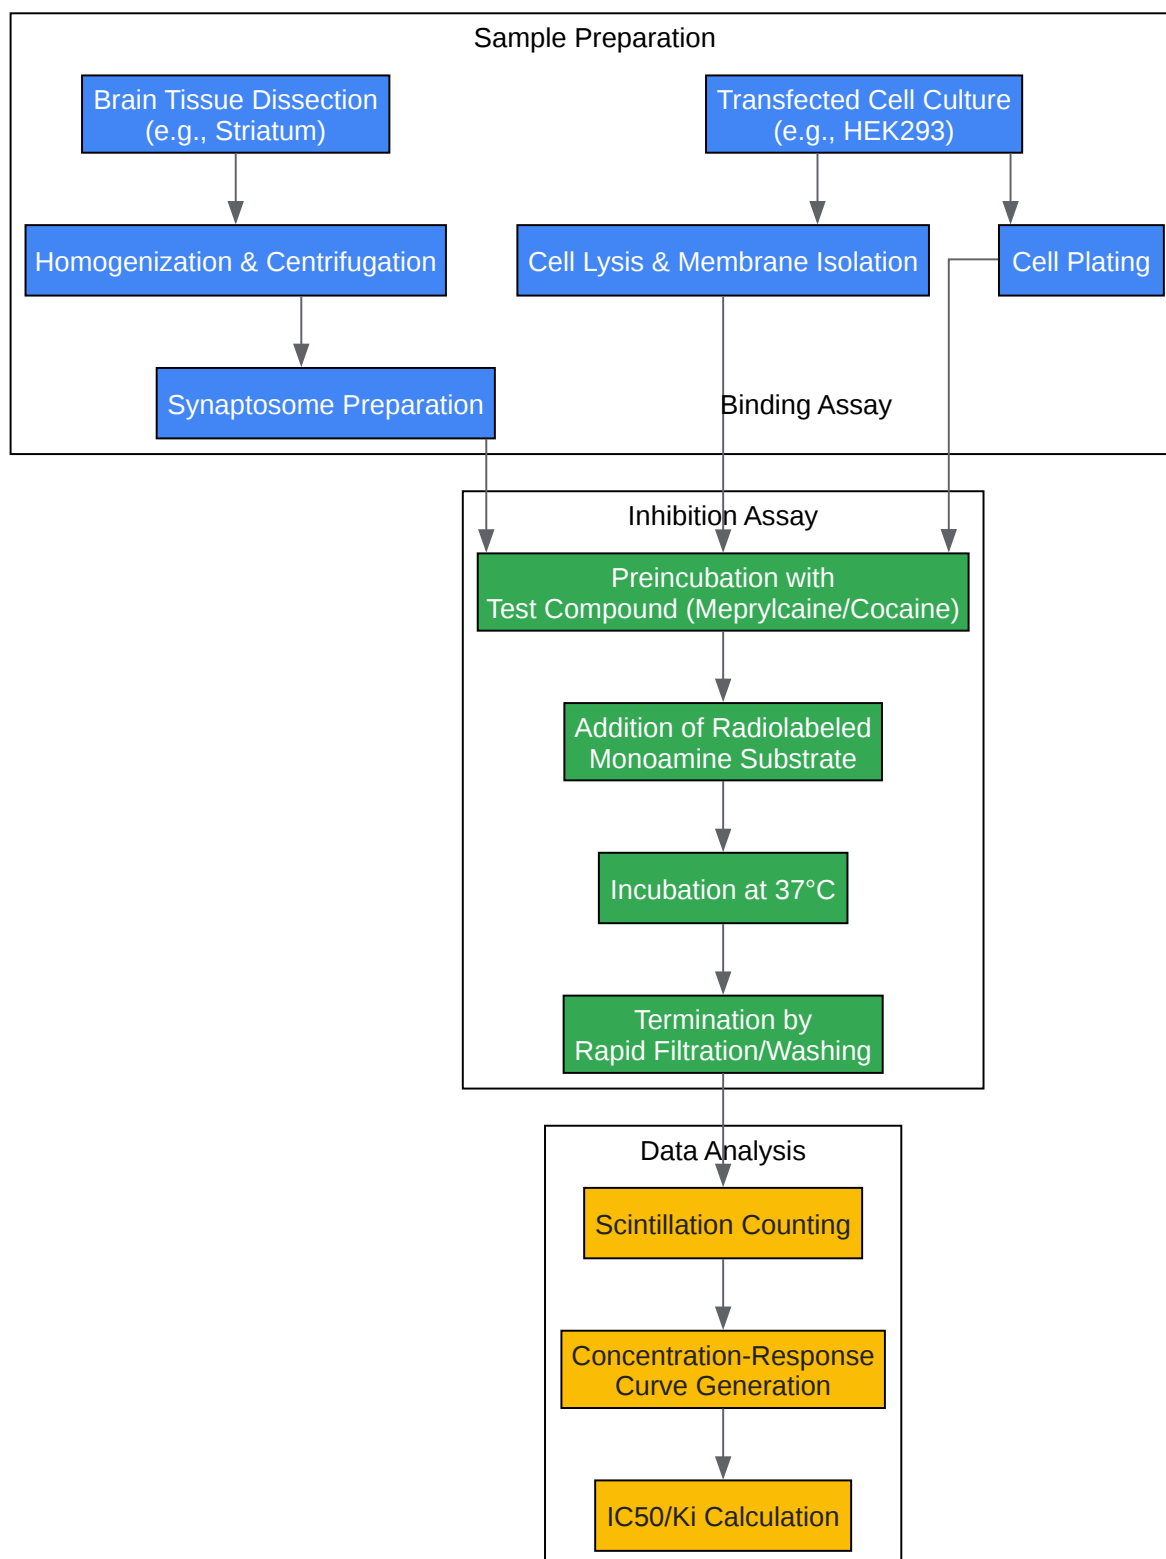 Sample Preparation
Brain Tissue Dissection
(e.g., Striatum)
Transfected Cell Culture
(e.g., HEK293)
Homogenization & Centrifugation
Cell Lysis & Membrane Isolation
Cell Plating
Synaptosome Preparation
Binding Assay
Inhibition Assay
Preincubation with
Test Compound (Meprylcaine/Cocaine)
Addition of Radiolabeled
Monoamine Substrate
Incubation at 37°C
Termination by
Rapid Filtration/Washing
Data Analysis
Scintillation Counting
Concentration-Response
Curve Generation
IC50/Ki Calculation